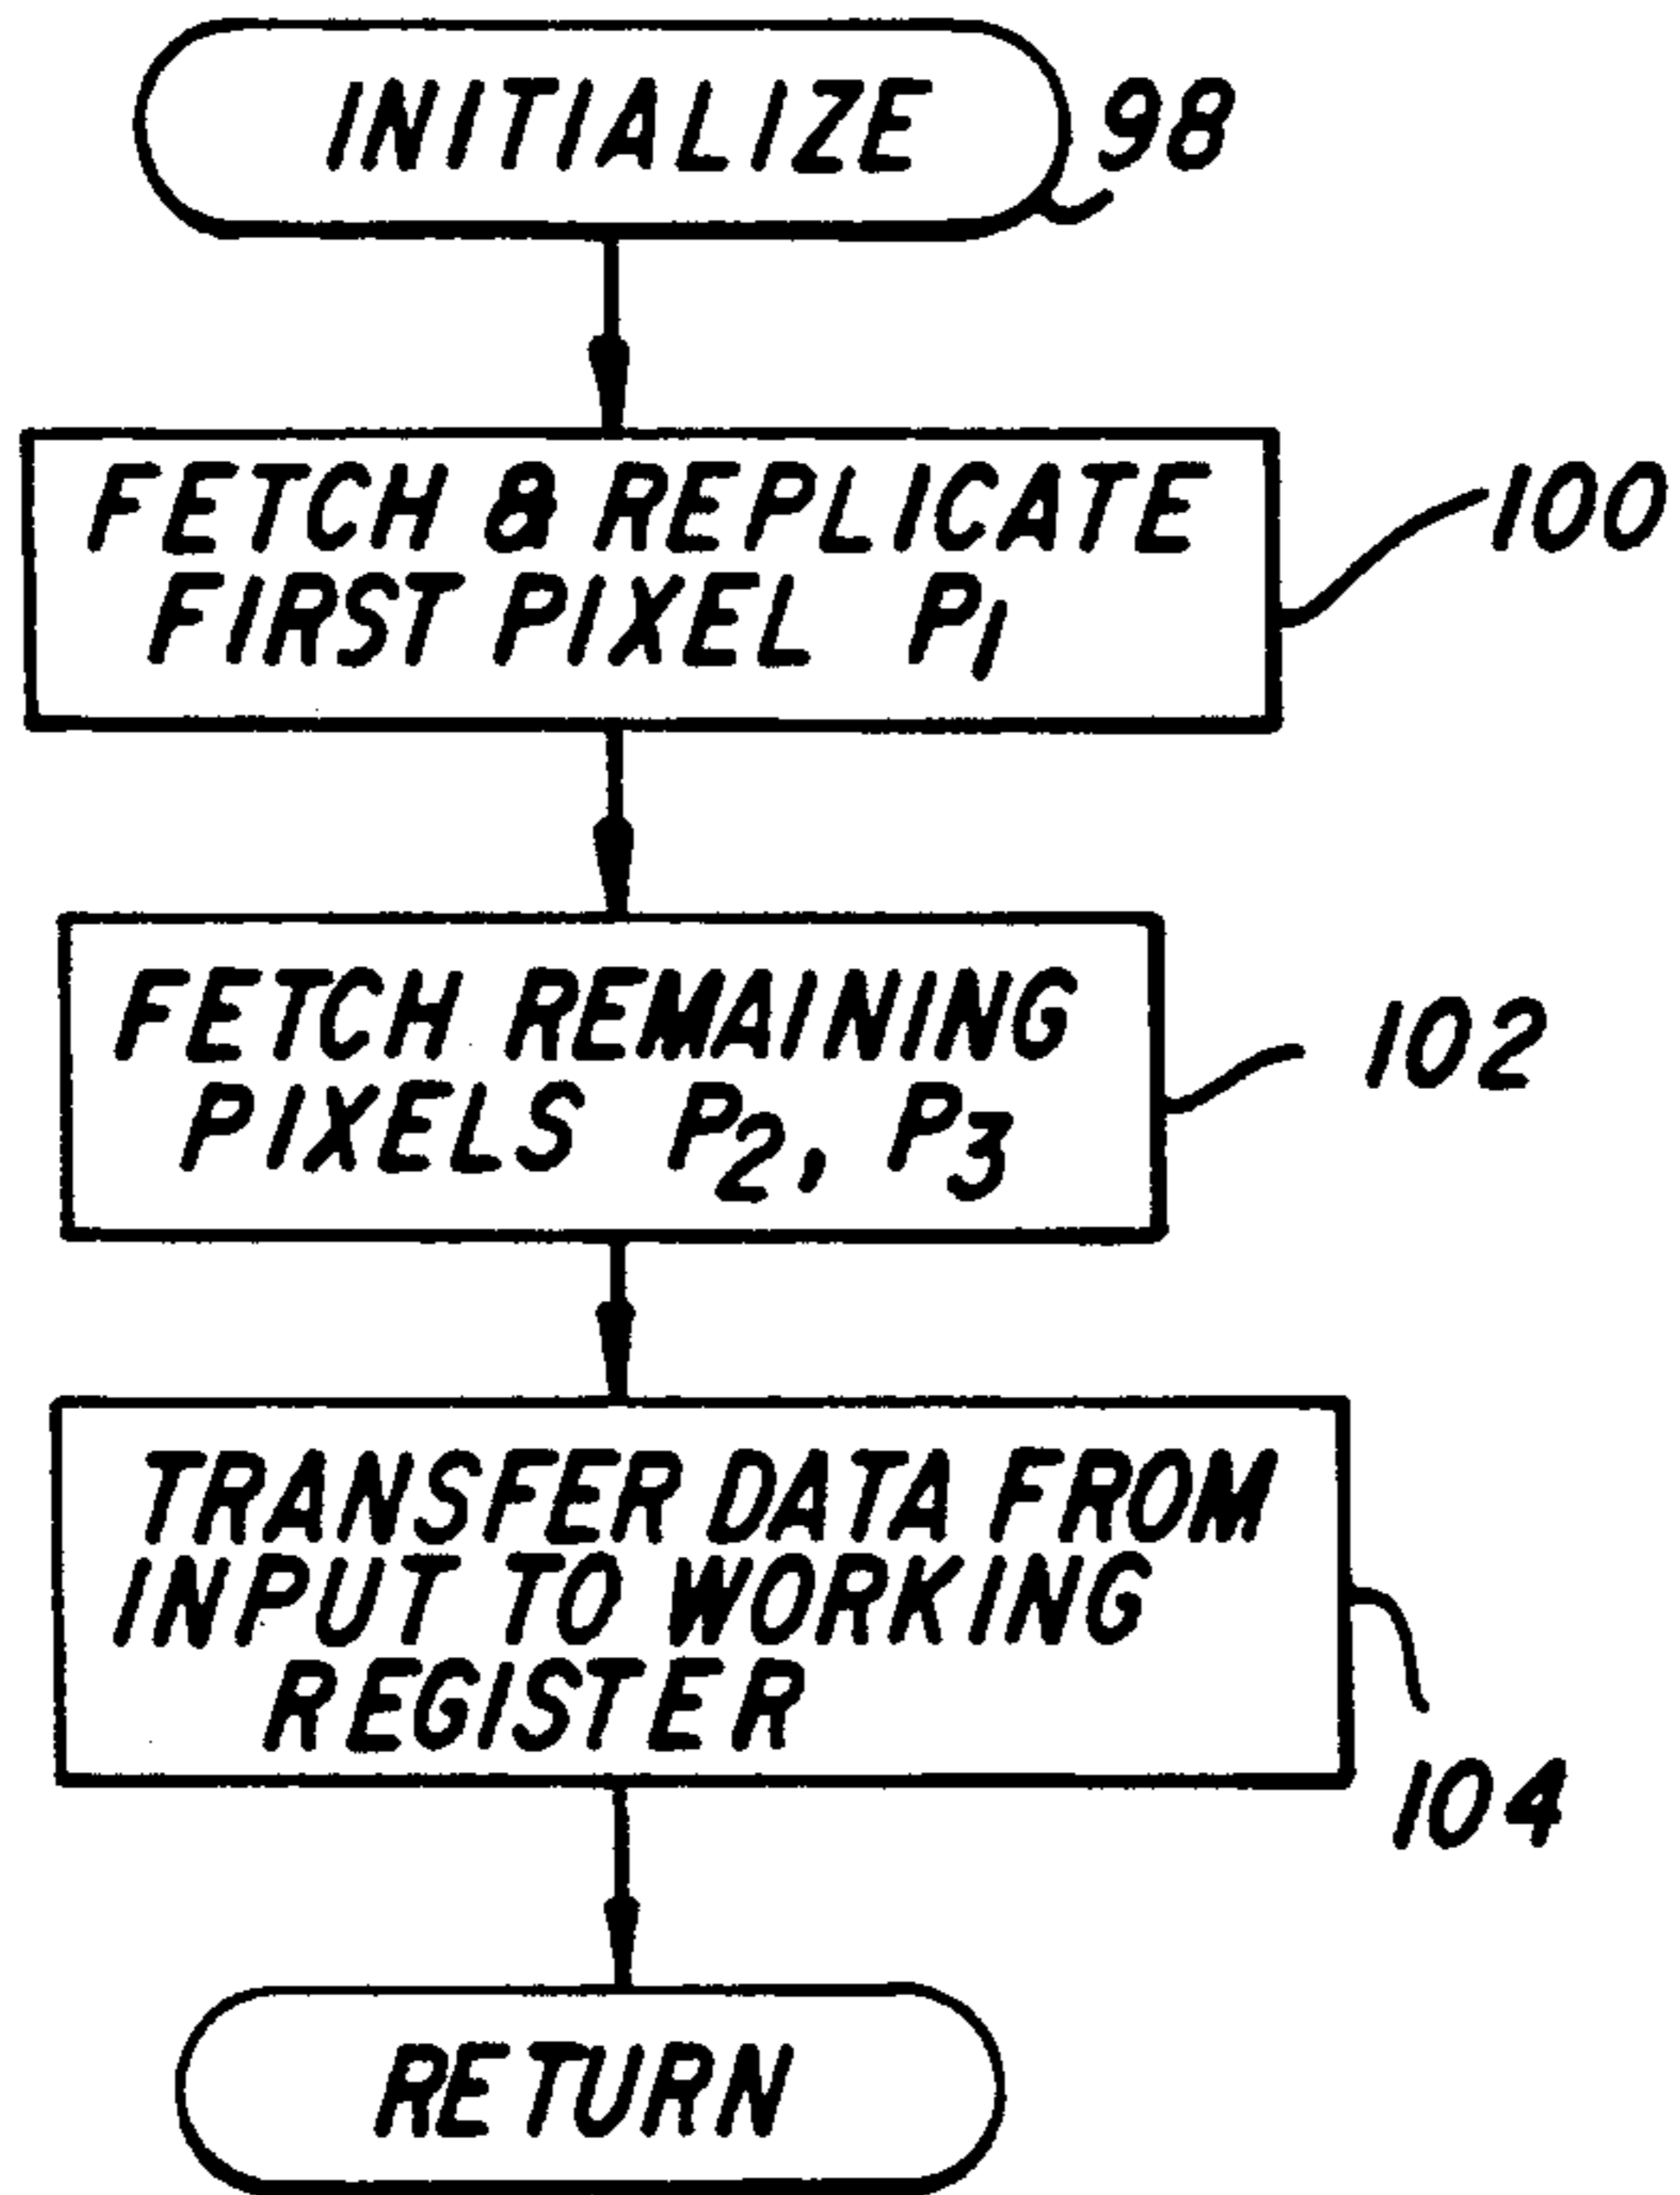 INITIALIZE
98
FETCH & REPLICATE
FIRST PIXEL P1
100
FETCH REMAINING
PIXELS P2, P3
102
TRANSFER DATA FROM
INPUT TO WORKING
REGISTER
104
RETURN